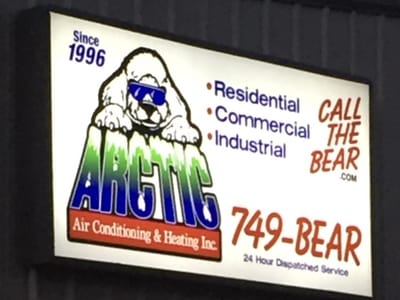 Since
1996
ARCTIC
Air Conditioning & Heating Inc.
• Residential
• Commercial
• Industrial
CALL
THE
BEAR
.COM
749-BEAR
24 Hour Dispatched Service